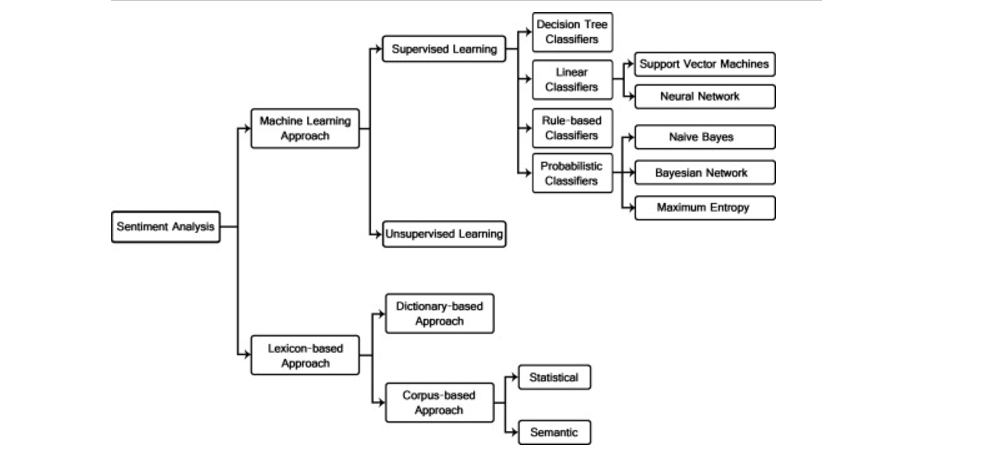 Decision Tree
Classifiers
Supervised Learning
Linear
Classifiers
Support Vector Machines
Neural Network
Machine Learning
Approach
Rule-based
Classifiers
Naive Bayes
Probabilistic
Classifiers
Bayesian Network
Maximum Entropy
Sentiment Analysis
Unsupervised Learning
Dictionary-based
Approach
Lexicon-based
Approach
Statistical
Corpus-based
Approach
Semantic